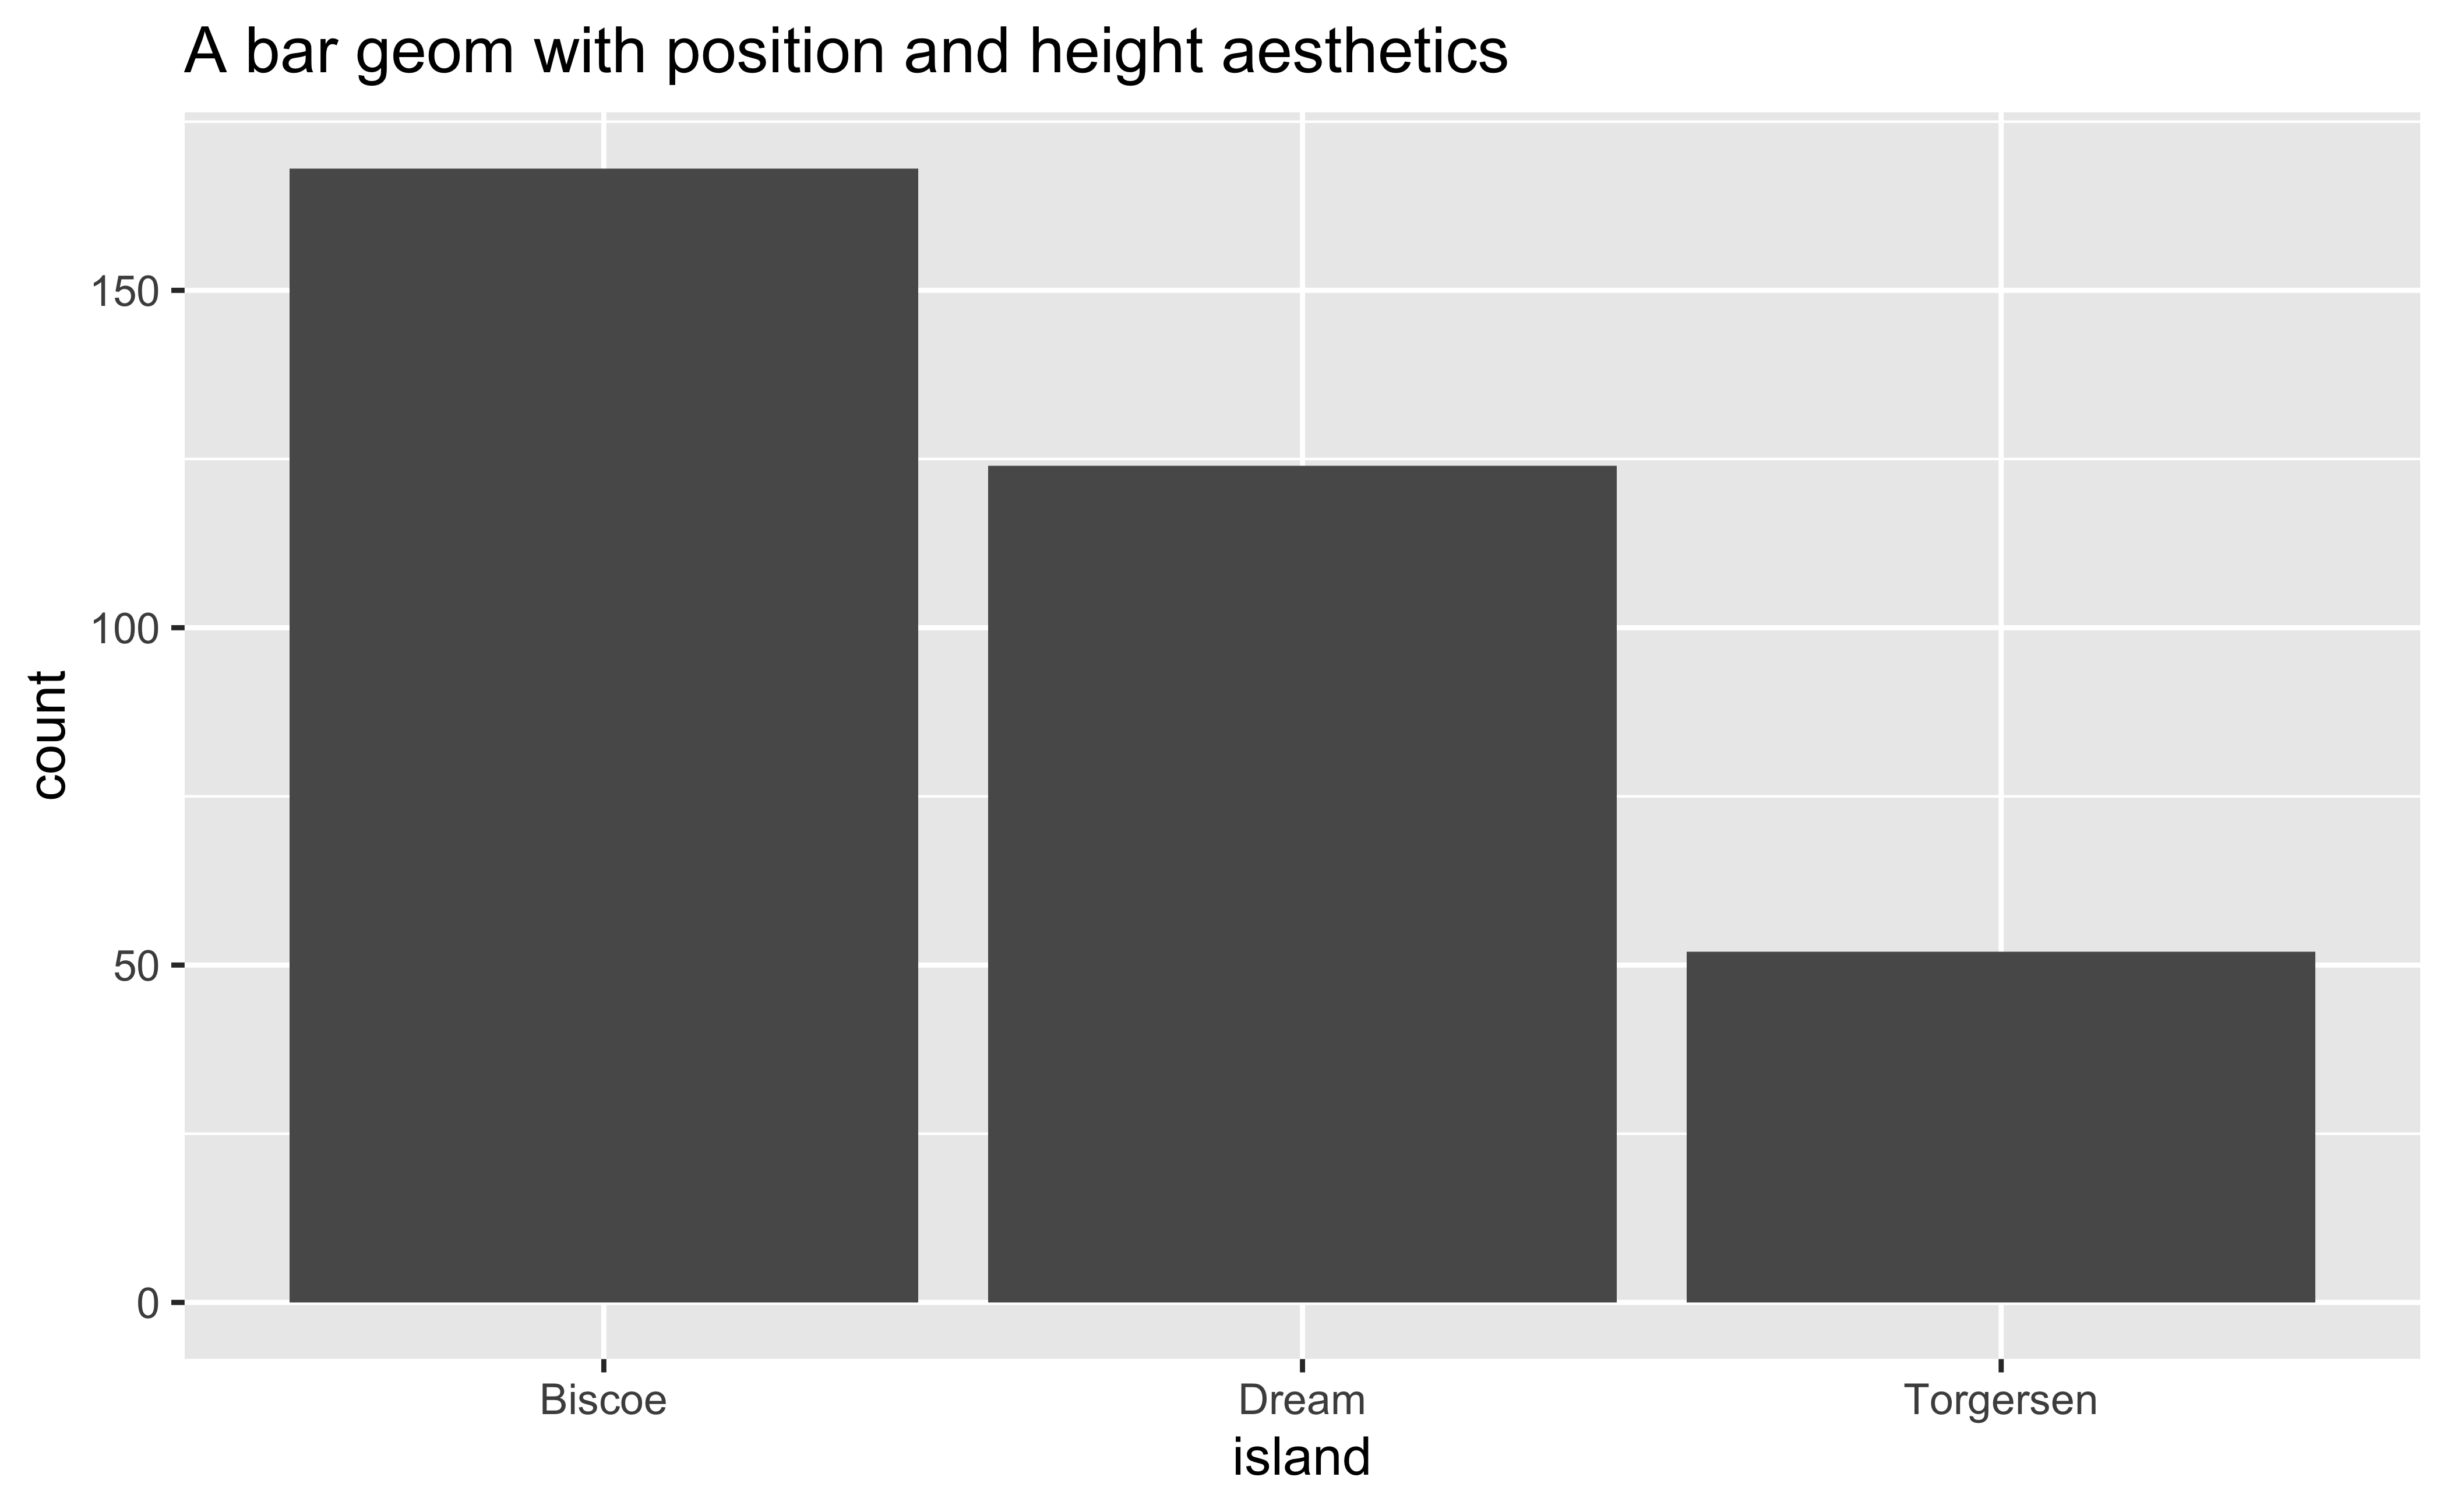 A bar geom with position and height aesthetics
count
150
100
50
0
Biscoe
Dream
Torgersen
island